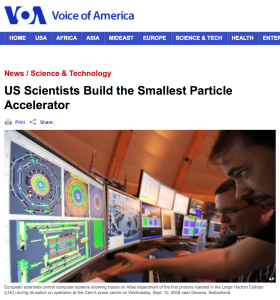 VOA Voice of America
HOME USA AFRICA ASIA MIDEAST EUROPE SCIENCE & TECH HEALTH ENTER
News / Science & Technology
US Scientists Build the Smallest Particle
Accelerator
Print Share:
AP
European scientists control computer screens showing traces on Atlas experiment of the first protons injected in the Large Hadron Collider
(LHC) during its switch on operation at the Cern's press center on Wednesday, Sept. 10, 2008 near Geneva, Switzerland.